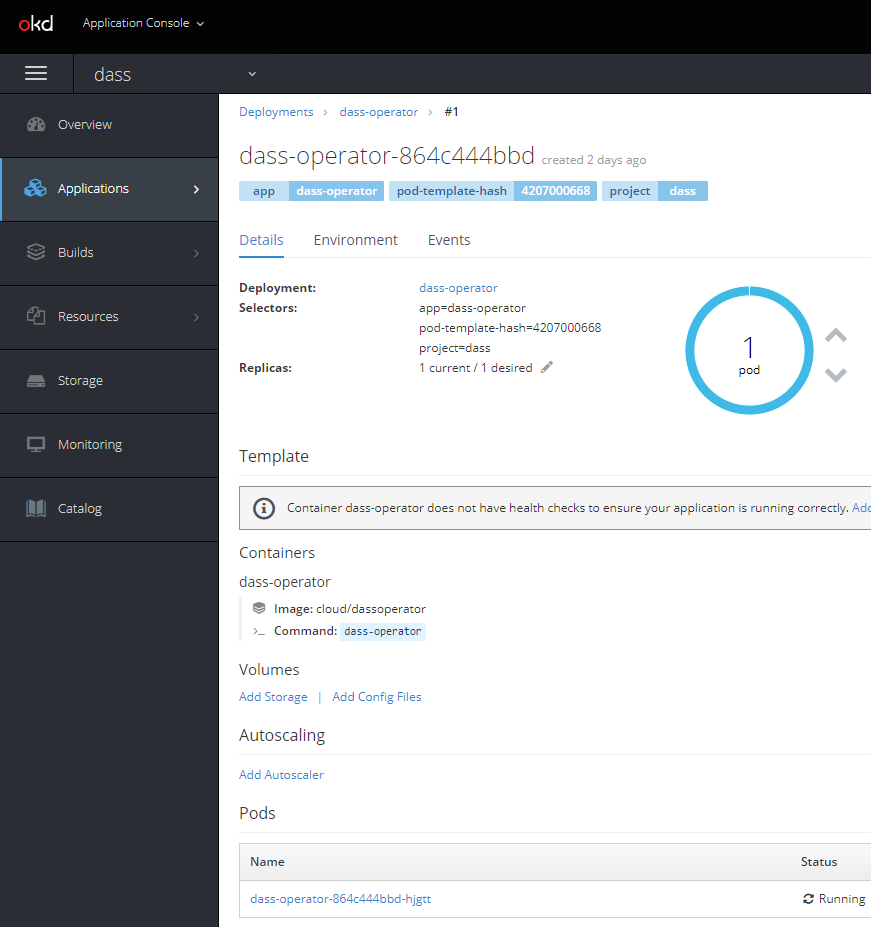 okd Application Console
dass
Overview
Applications
Builds
Resources
Storage
Monitoring
Catalog
Deployments › dass-operator › #1
dass-operator-864c444bbd created 2 days ago
app dass-operator pod-template-hash 4207000668 project dass
Details Environment Events
Deployment: dass-operator
Selectors: app=dass-operator
pod-template-hash=4207000668
project=dass
Replicas: 1 current / 1 desired
1
pod
Template
Container dass-operator does not have health checks to ensure your application is running correctly. Add
Containers
dass-operator
Image: cloud/dassoperator
Command: dass-operator
Volumes
Add Storage | Add Config Files
Autoscaling
Add Autoscaler
Pods
Name Status
dass-operator-864c444bbd-hjgtt Running